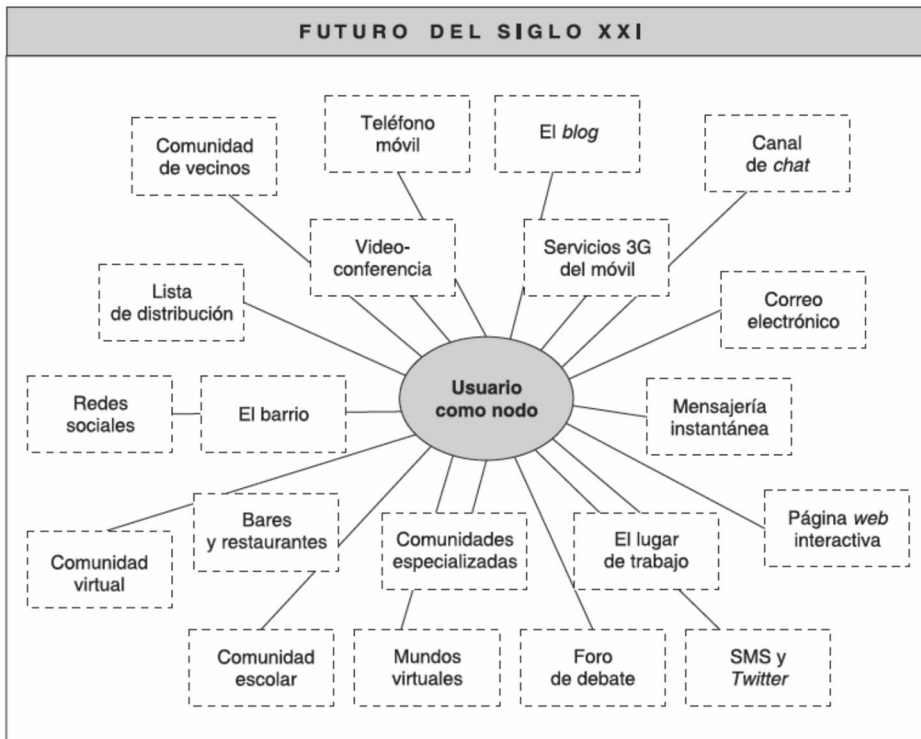 FUTURO DEL SIGLO XXI
Comunidad
de vecinos
Teléfono
móvil
El blog
Canal
de chat
Video-
conferencia
Servicios 3G
del móvil
Lista
de distribución
Correo
electrónico
Usuario
como nodo
Redes
sociales
El barrio
Mensajería
instantánea
Comunidad
virtual
Bares
y restaurantes
Comunidades
especializadas
El lugar
de trabajo
Página web
interactiva
Comunidad
escolar
Mundos
virtuales
Foro
de debate
SMS y
Twitter